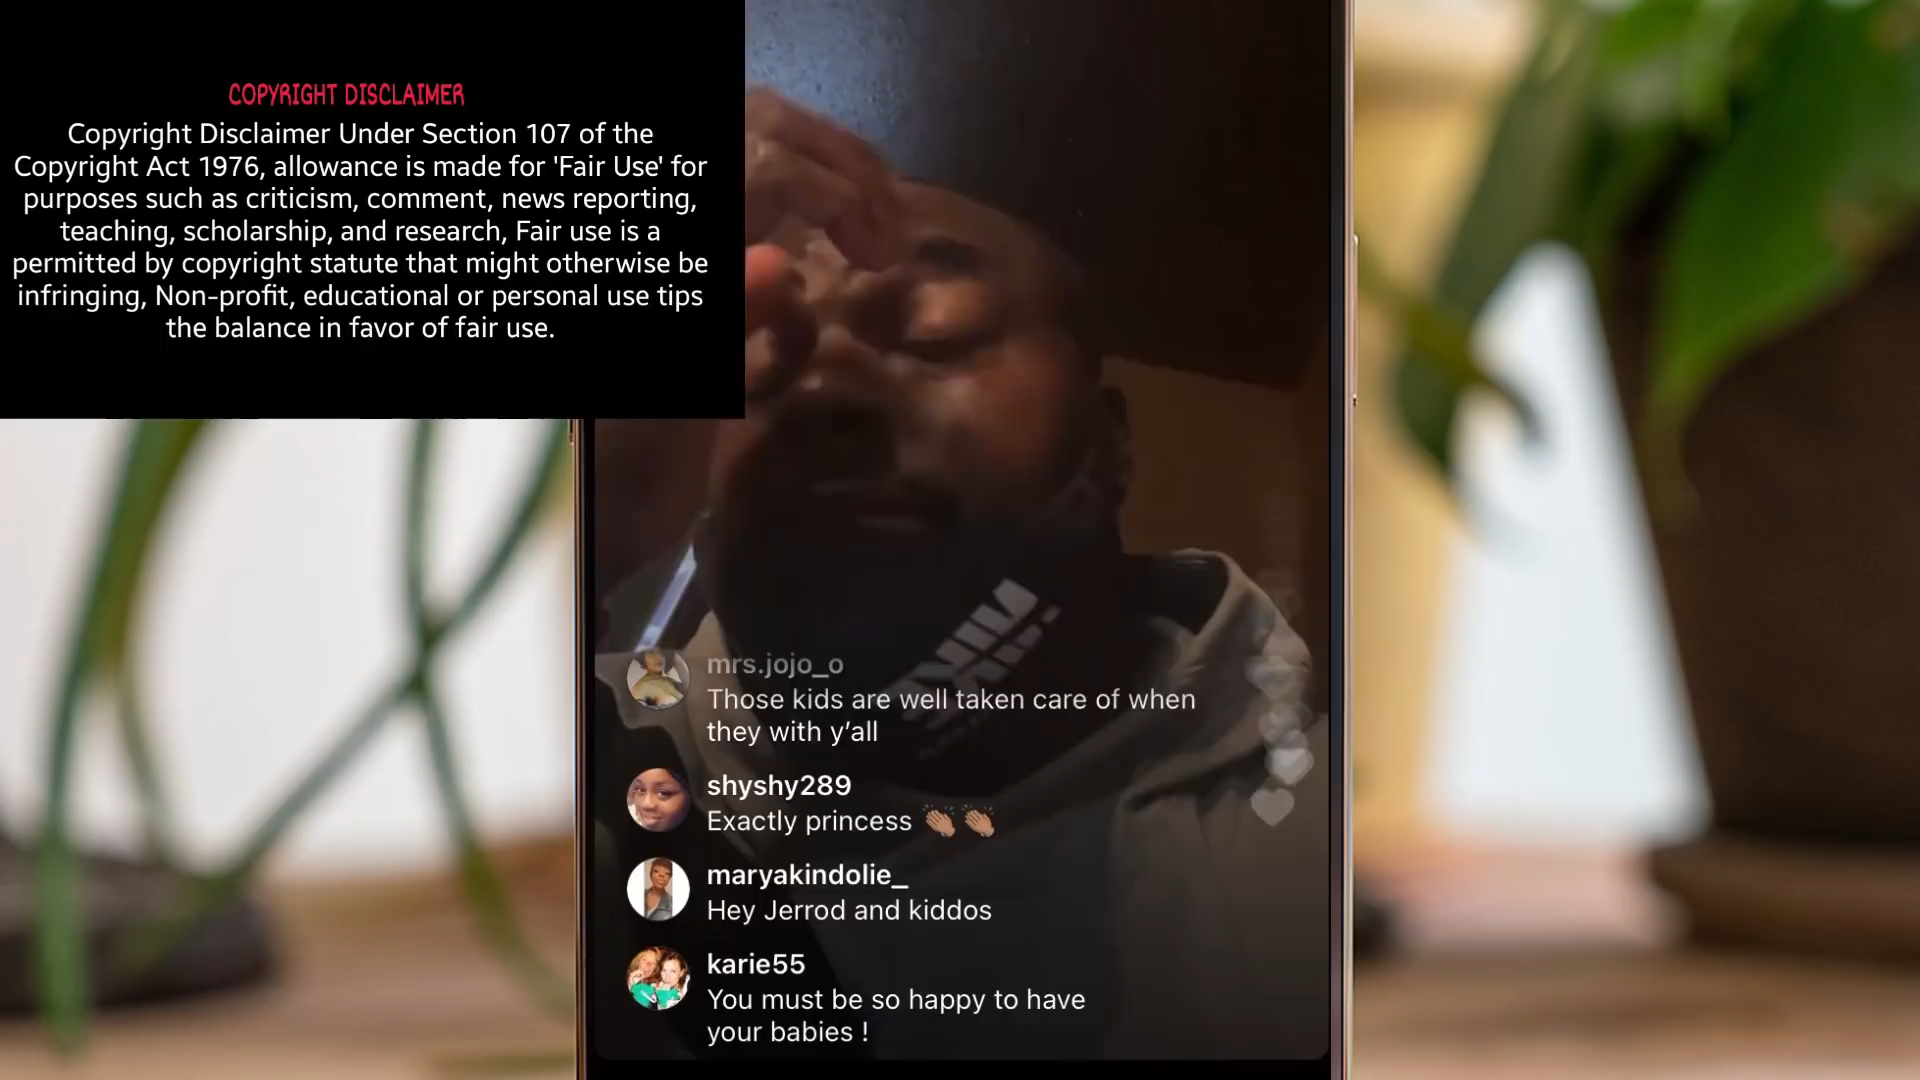 COPYRIGHT DISCLAIMER
Copyright Disclaimer Under Section 107 of the
Copyright Act 1976, allowance is made for 'Fair Use' for
purposes such as criticism, comment, news reporting,
teaching, scholarship, and research, Fair use is a
permitted by copyright statute that might otherwise be
infringing, Non-profit, educational or personal use tips
the balance in favor of fair use.
mrs.jojo_o
Those kids are well taken care of when
they with y’all
shyshy289
Exactly princess 👏🏼👏🏼
maryakindolie_
Hey Jerrod and kiddos
karie55
You must be so happy to have
your babies !